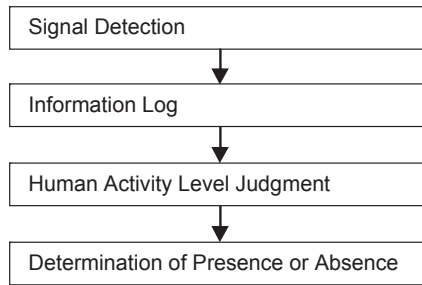 Signal Detection
Information Log
Human Activity Level Judgment
Determination of Presence or Absence